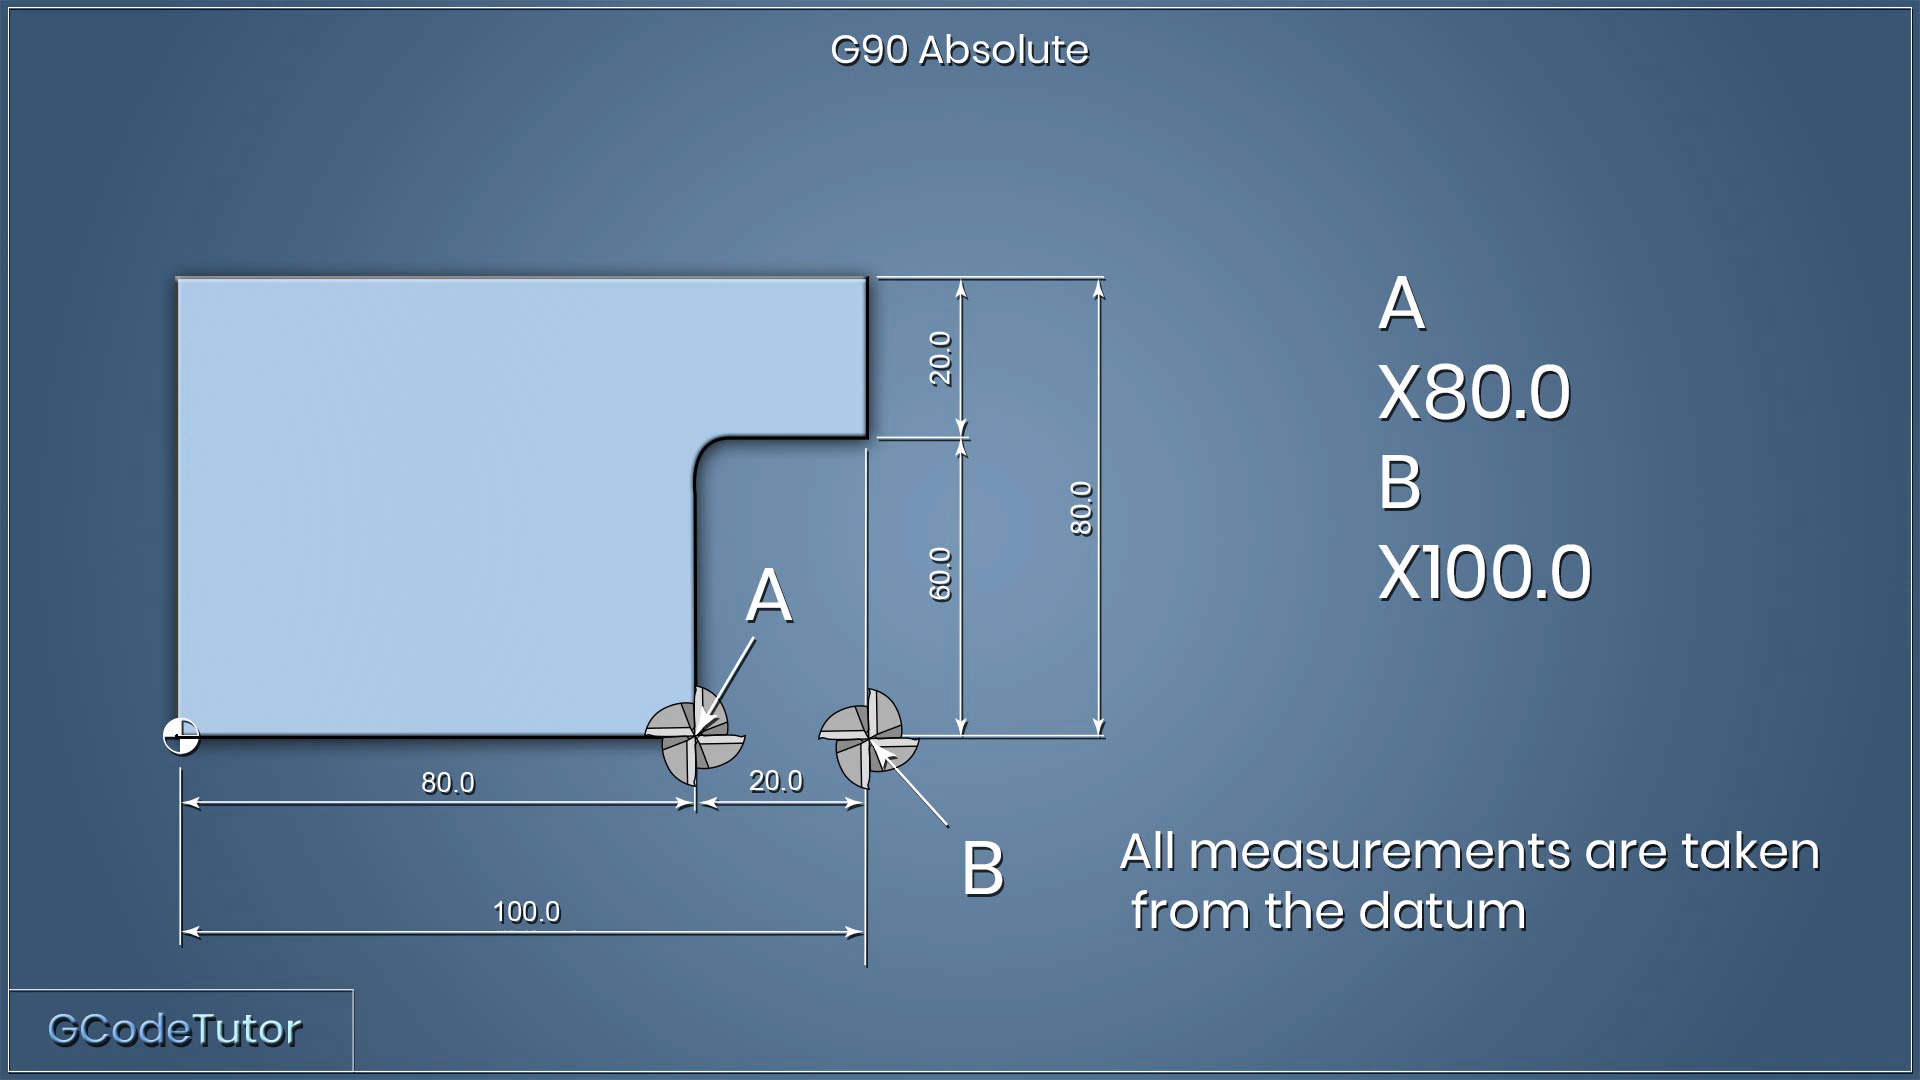 G90 Absolute
20.0
60.0
80.0
A
X80.0
B
X100.0
A
80.0
20.0
B
100.0
All measurements are taken
from the datum
GCodeTutor